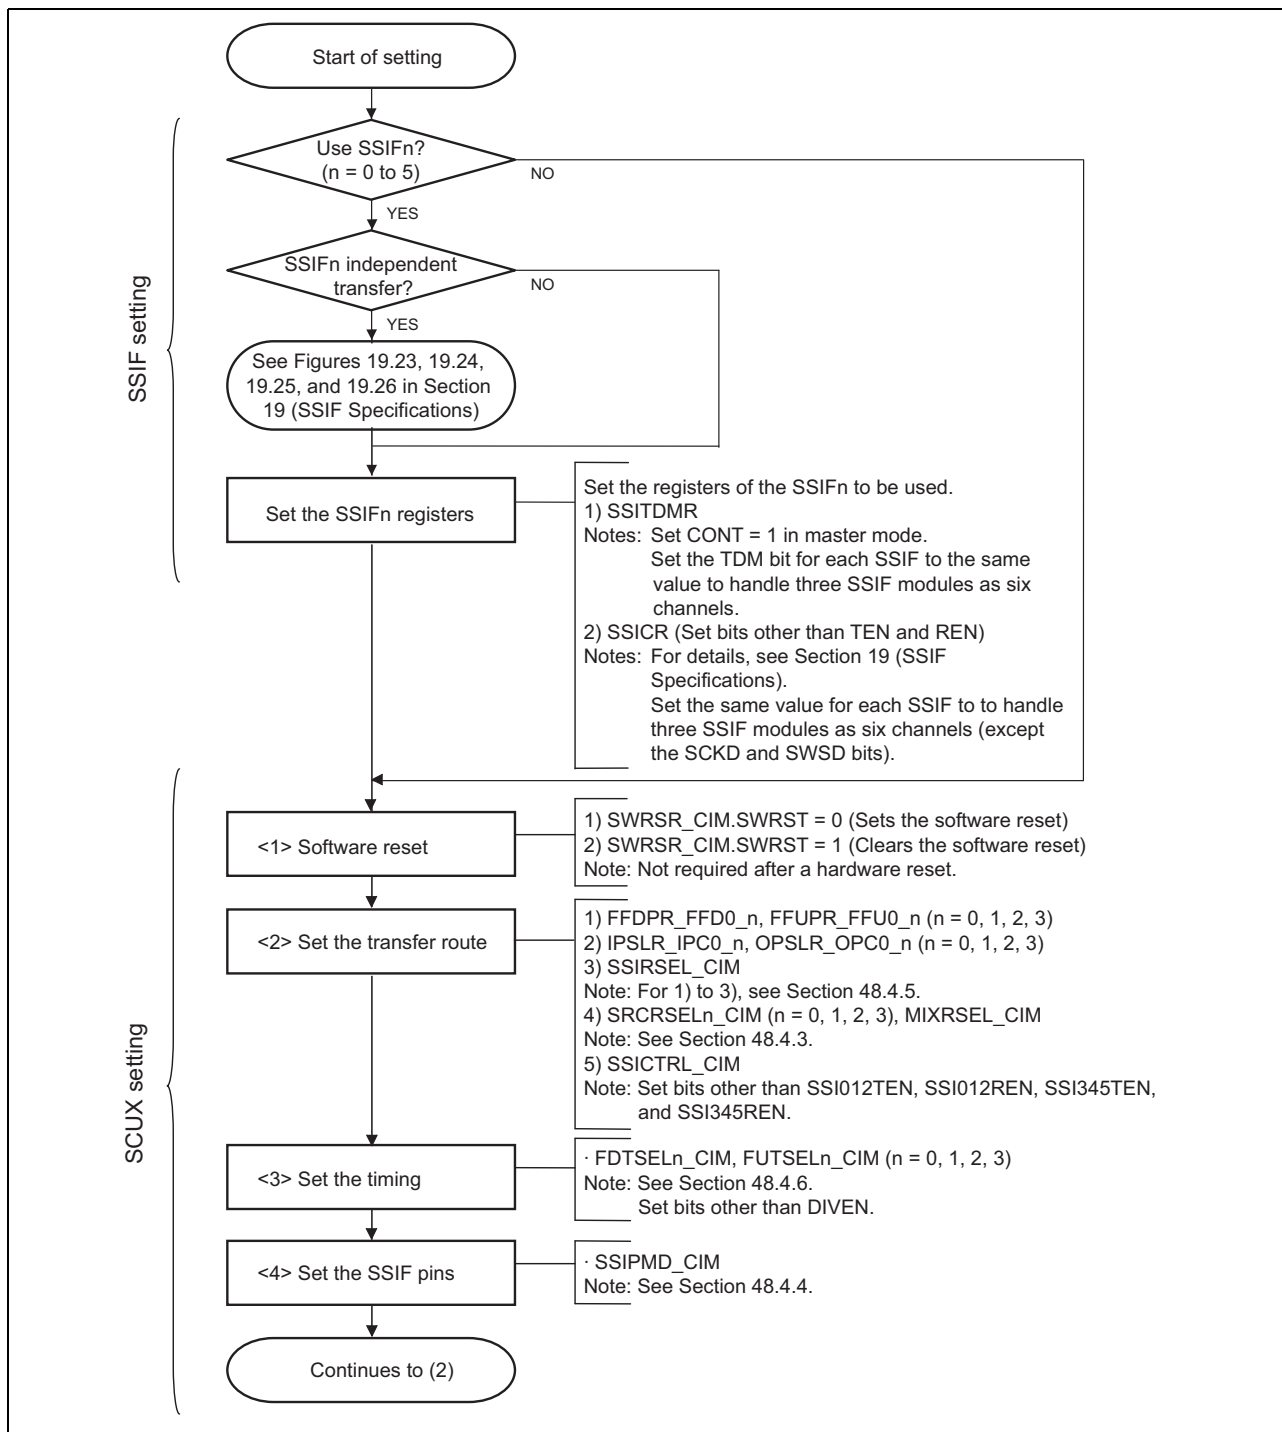 Start of setting
SSIF setting
Use SSIFn?
(n = 0 to 5)
NO
YES
SSIFn independent
transfer?
NO
YES
See Figures 19.23, 19.24,
19.25, and 19.26 in Section
19 (SSIF Specifications)
Set the SSIFn registers
Set the registers of the SSIFn to be used.
1) SSITDMR
Notes: Set CONT = 1 in master mode.
Set the TDM bit for each SSIF to the same
value to handle three SSIF modules as six
channels.
2) SSICR (Set bits other than TEN and REN)
Notes: For details, see Section 19 (SSIF
Specifications).
Set the same value for each SSIF to to handle
three SSIF modules as six channels (except
the SCKD and SWSD bits).
SCUX setting
<1> Software reset
1) SWRSR_CIM.SWRST = 0 (Sets the software reset)
2) SWRSR_CIM.SWRST = 1 (Clears the software reset)
Note: Not required after a hardware reset.
<2> Set the transfer route
1) FFDPR_FFD0_n, FFUPR_FFU0_n (n = 0, 1, 2, 3)
2) IPSLR_IPC0_n, OPSLR_OPC0_n (n = 0, 1, 2, 3)
3) SSIRSEL_CIM
Note: For 1) to 3), see Section 48.4.5.
4) SRCRSELn_CIM (n = 0, 1, 2, 3), MIXRSEL_CIM
Note: See Section 48.4.3.
5) SSICTRL_CIM
Note: Set bits other than SSI012TEN, SSI012REN, SSI345TEN,
and SSI345REN.
<3> Set the timing
· FDTSELn_CIM, FUTSELn_CIM (n = 0, 1, 2, 3)
Note: See Section 48.4.6.
Set bits other than DIVEN.
<4> Set the SSIF pins
· SSIPMD_CIM
Note: See Section 48.4.4.
Continues to (2)